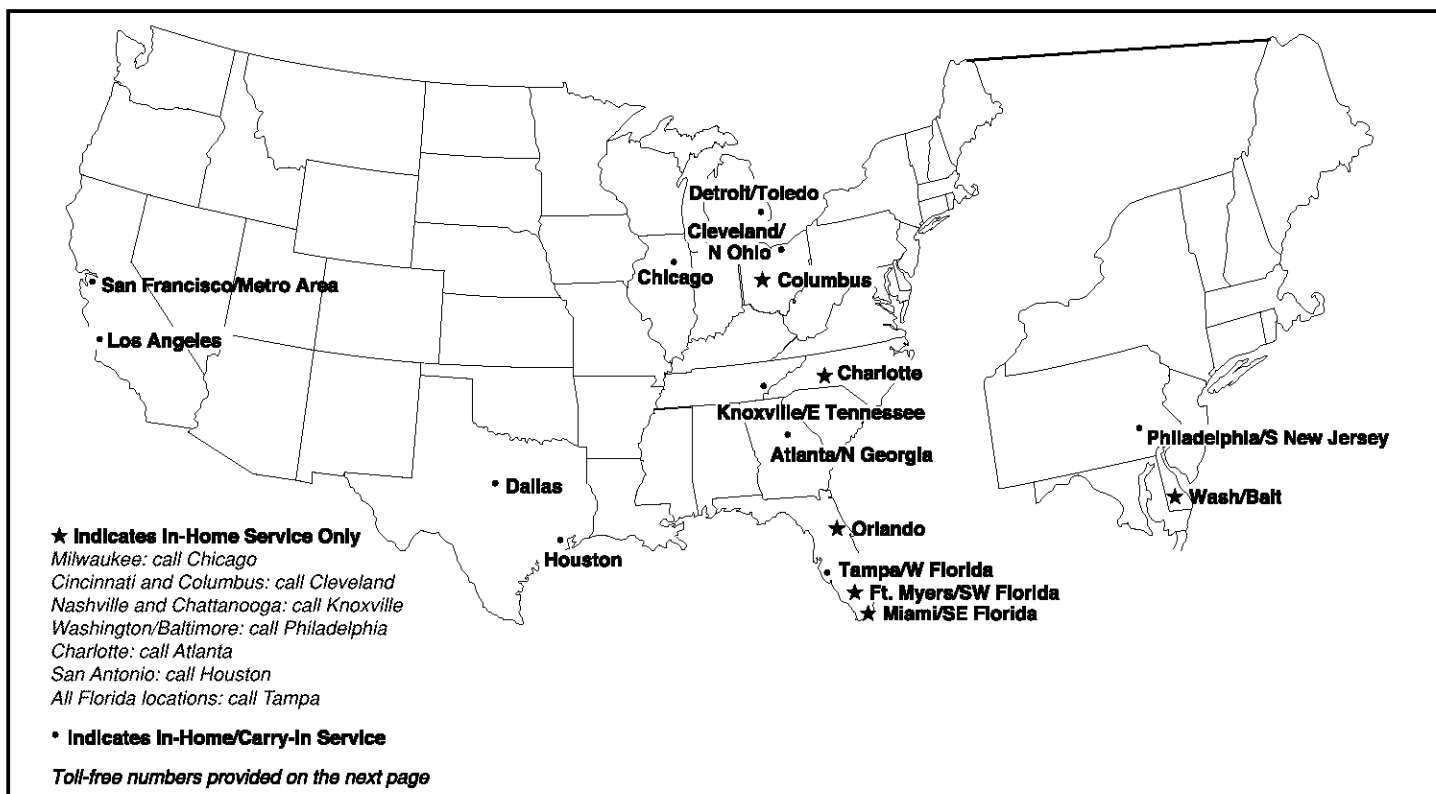 Detroit/Toledo
Cleveland/
N Ohio
Chicago
★ Columbus
San Francisco/Metro Area
Los Angeles
★ Charlotte
Knoxville/E Tennessee
Atlanta/N Georgia
Philadelphia/S New Jersey
Dallas
★ Wash/Balt
★ Orlando
Houston
Tampa/W Florida
★ Ft. Myers/SW Florida
★ Miami/SE Florida
★ Indicates In-Home Service Only
Milwaukee: call Chicago
Cincinnati and Columbus: call Cleveland
Nashville and Chattanooga: call Knoxville
Washington/Baltimore: call Philadelphia
Charlotte: call Atlanta
San Antonio: call Houston
All Florida locations: call Tampa
• Indicates In-Home/Carry-In Service
Toll-free numbers provided on the next page